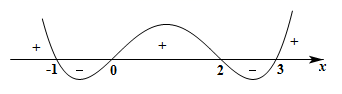 + + +
-1 – 0 2 – 3 x